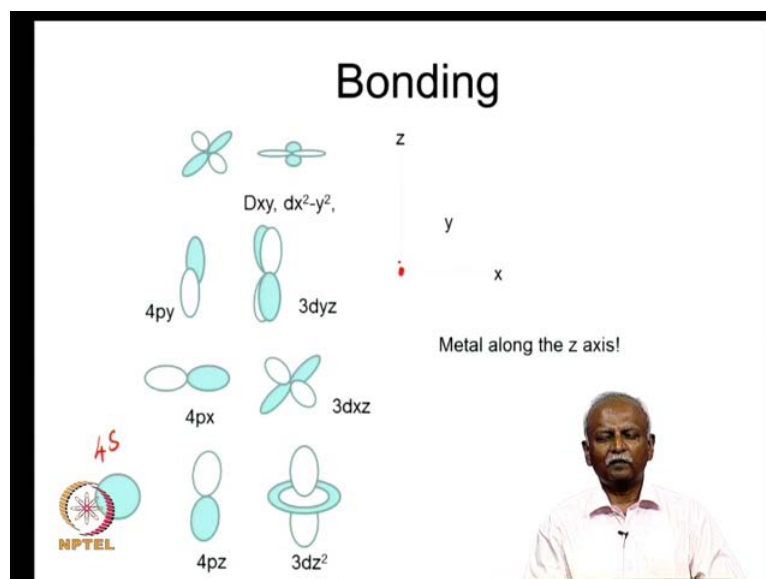 Bonding
z
Dxy, dx²-y²,
y
4py
3dyz
x
Metal along the z axis!
4px
3dxz
4S
NPTEL
4pz
3dz²